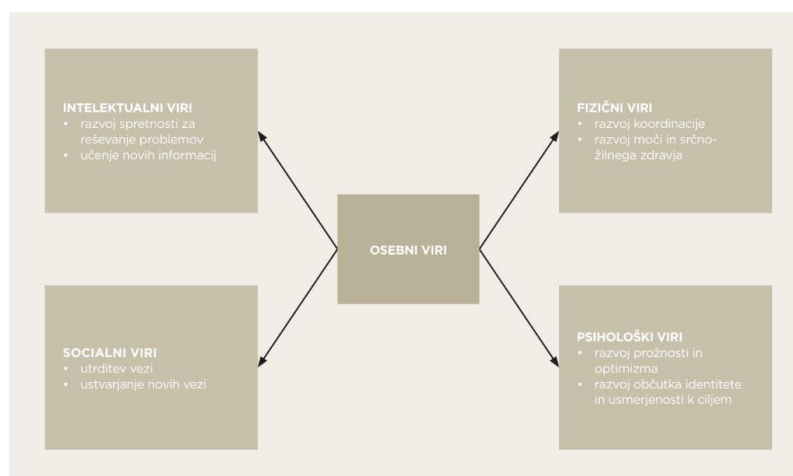 INTELEKTUALNI VIRI
• razvoj spretnosti za
reševanje problemov
• učenje novih informacij
FIZIČNI VIRI
• razvoj koordinacije
• razvoj moči in srčno-
žilnega zdravja
OSEBNI VIRI
SOCIALNI VIRI
• utrditev vezi
• ustvarjanje novih vezi
PSIHOLOŠKI VIRI
• razvoj prožnosti in
optimizma
• razvoj občutka identitete
in usmerjenosti k ciljem